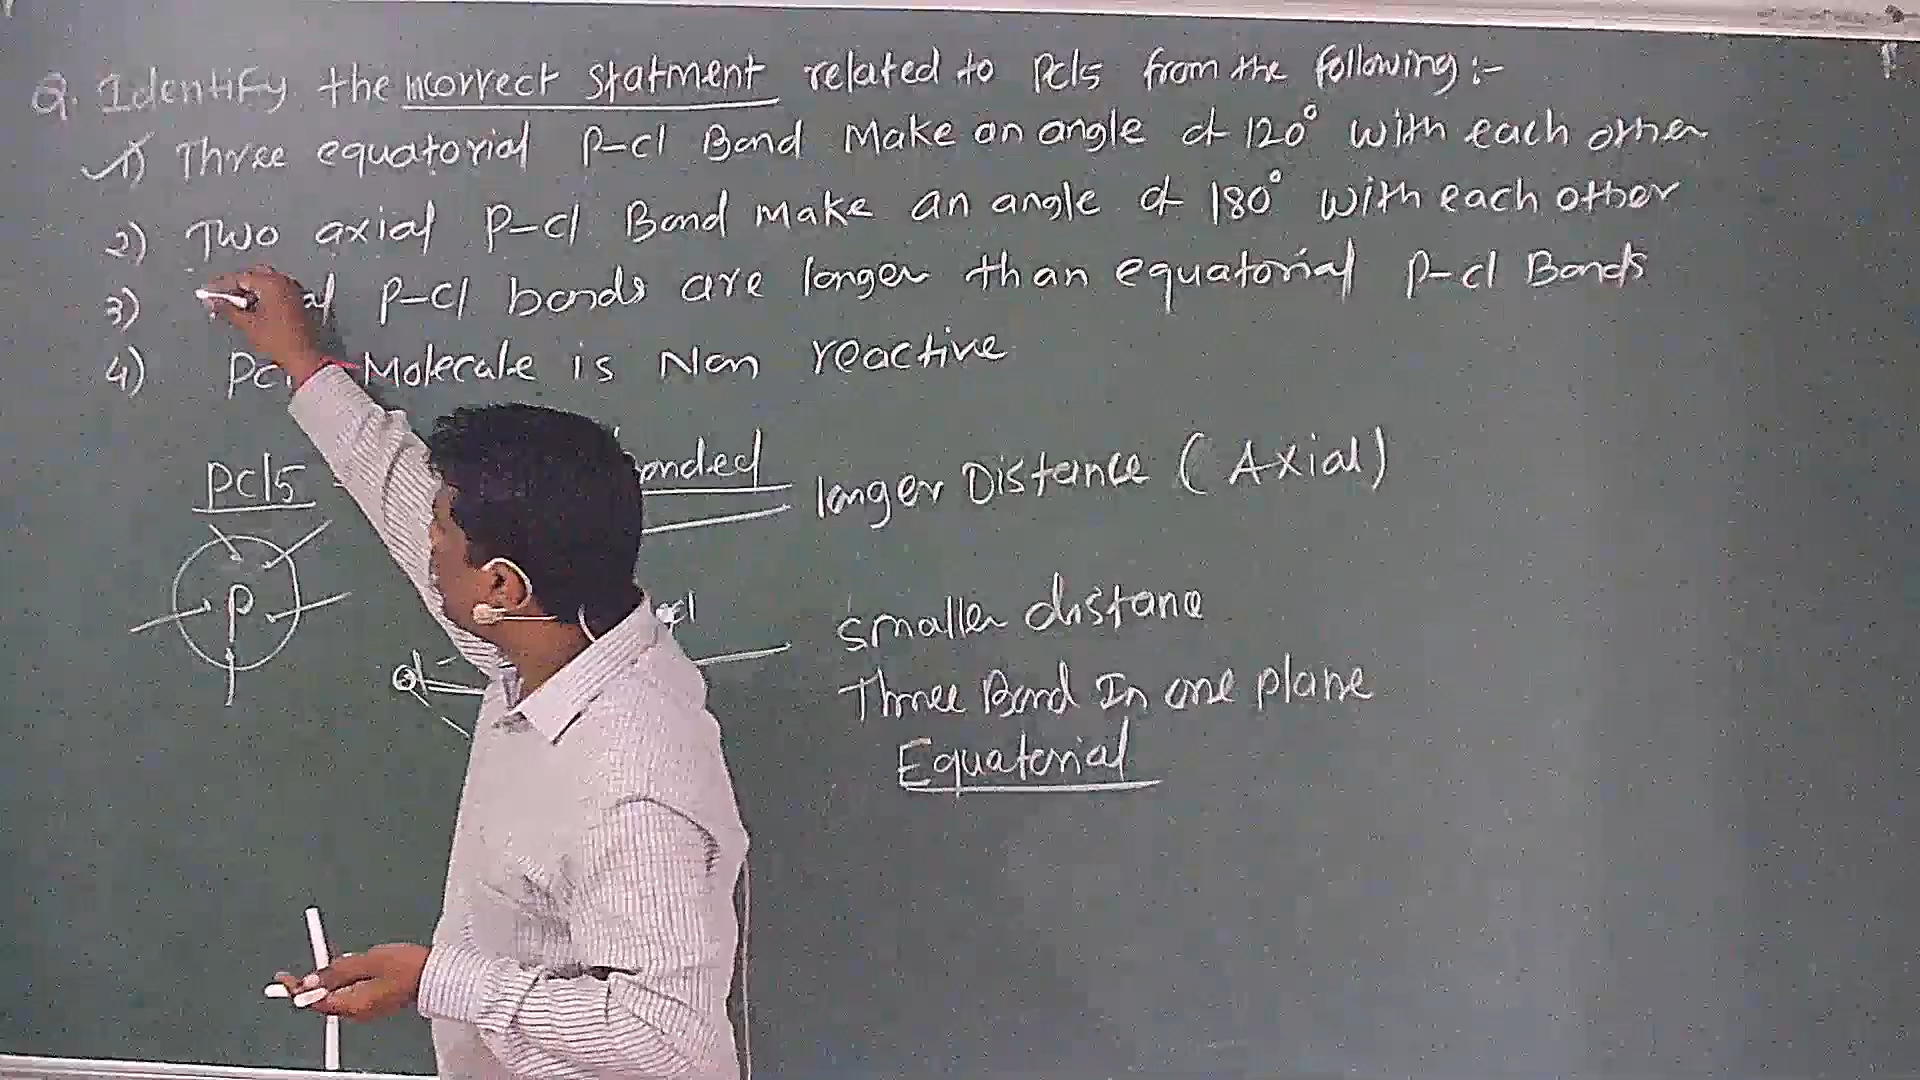 Q. Identify the incorrect statment related to PCl5 from the following :-
1) Three equatorial P-Cl Bond Make an angle of 120° with each other
2) Two axial P-Cl Bond make an angle of 180° with each other
3) P-Cl bonds are longer than equatorial P-Cl Bonds
4) Molecule is Non reactive
PCl5
longer Distance (Axial)
P
Cl
smaller distance
Three Bond In one plane
Equatorial